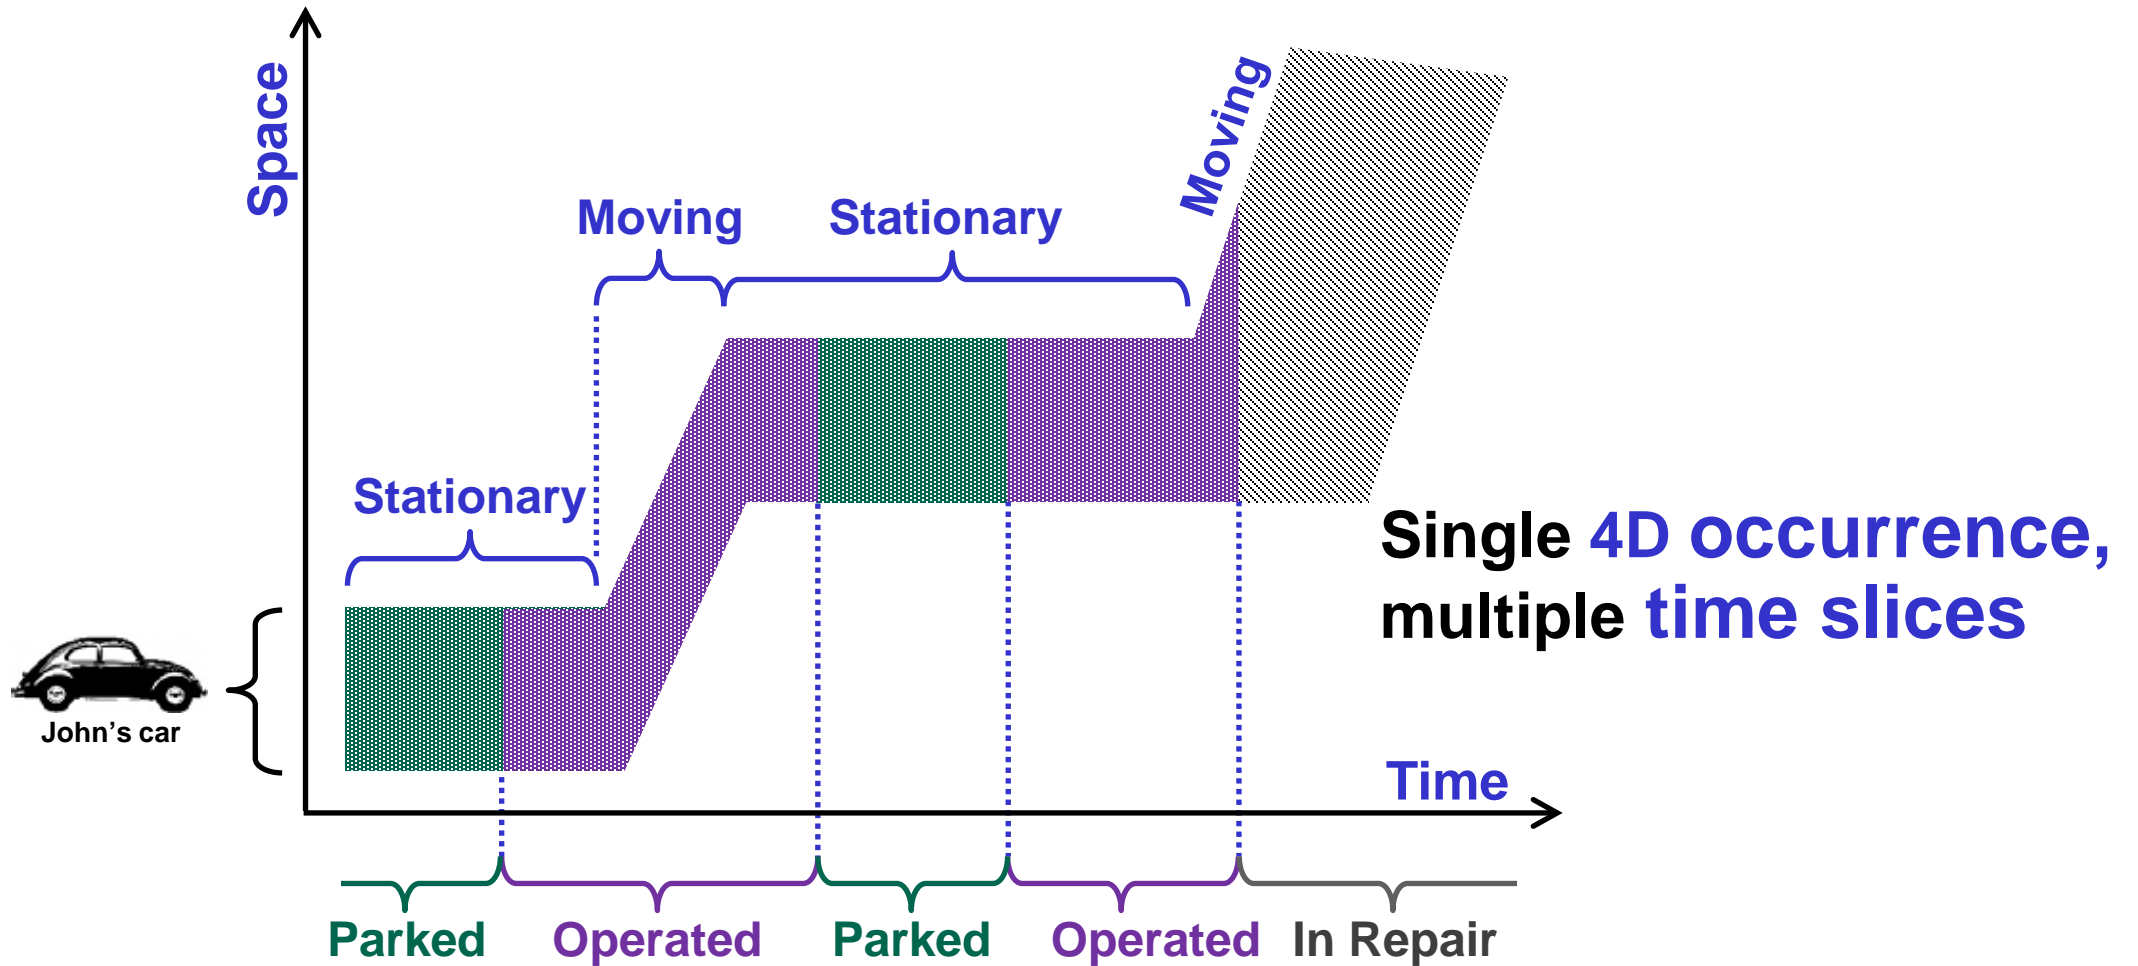 Space
Moving
Moving
Stationary
Stationary
Single 4D occurrence,
multiple time slices
John's car
Time
Parked
Operated
Parked
Operated
In Repair